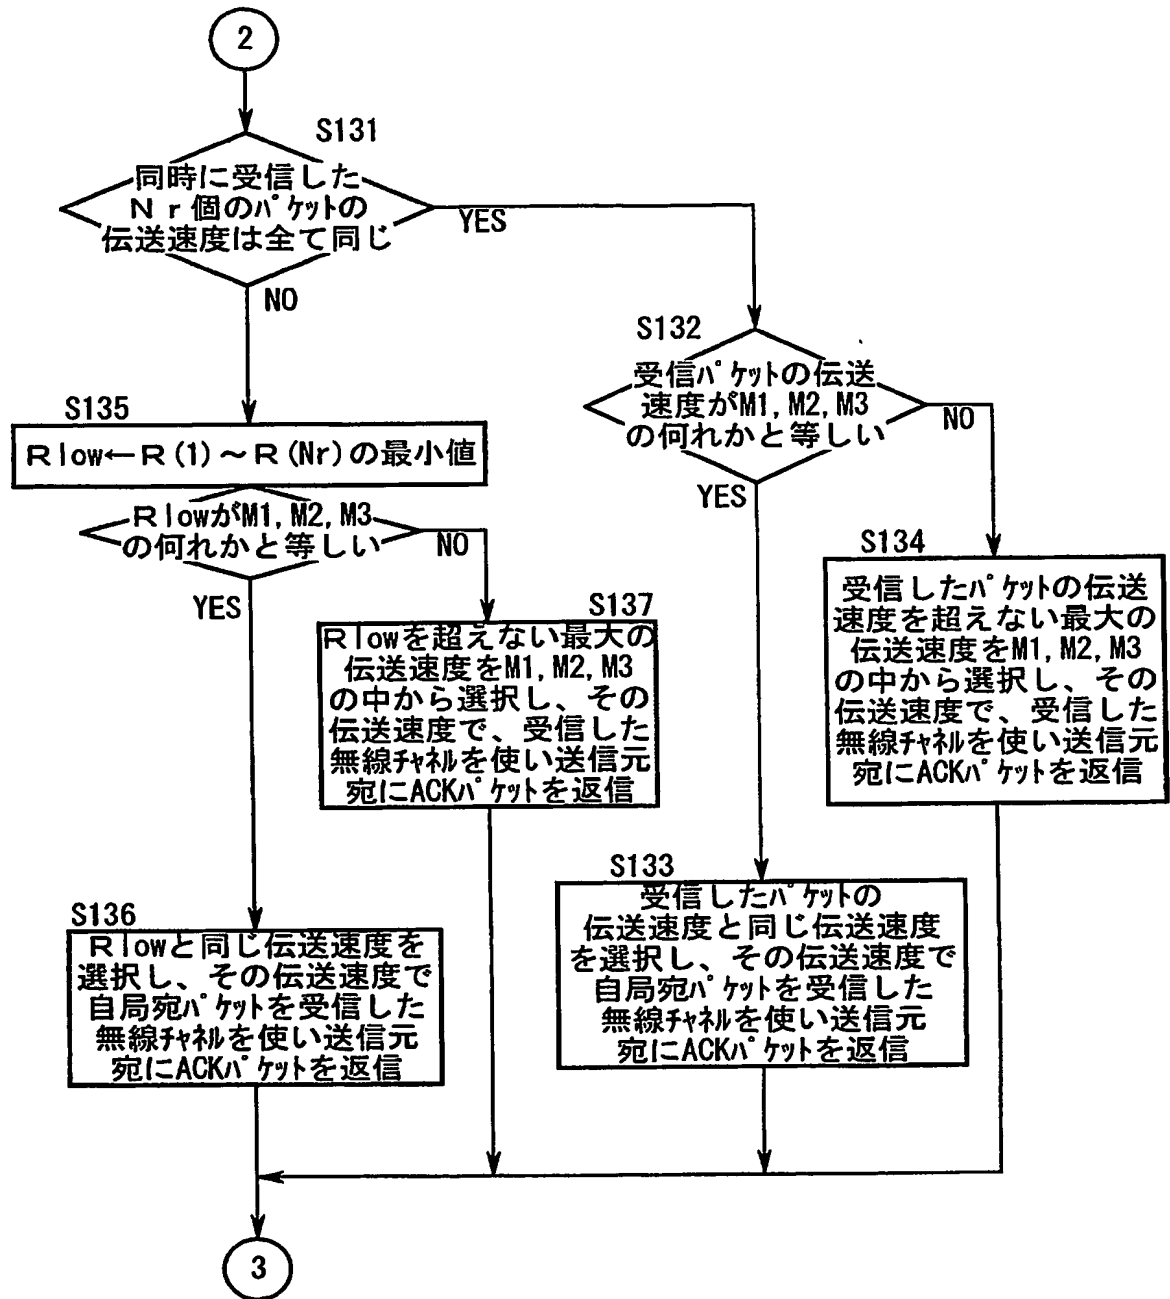 2
S131
同時に受信した
Nr個のパケットの
伝送速度は全て同じ
YES
NO
S132
受信パケットの伝送
速度がM1, M2, M3
の何れかと等しい
NO
YES
S135
Rlow←R(1)～R(Nr)の最小値
RlowがM1, M2, M3
の何れかと等しい
NO
YES
S134
受信したパケットの伝送
速度を超えない最大の
伝送速度をM1, M2, M3
の中から選択し、その
伝送速度で、受信した
無線チャネルを使い送信元
宛にACKパケットを返信
S137
Rlowを超えない最大の
伝送速度をM1, M2, M3
の中から選択し、その
伝送速度で、受信した
無線チャネルを使い送信元
宛にACKパケットを返信
S133
受信したパケットの
伝送速度と同じ伝送速度
を選択し、その伝送速度で
自局宛パケットを受信した
無線チャネルを使い送信元
宛にACKパケットを返信
S136
Rlowと同じ伝送速度を
選択し、その伝送速度で
自局宛パケットを受信した
無線チャネルを使い送信元
宛にACKパケットを返信
3